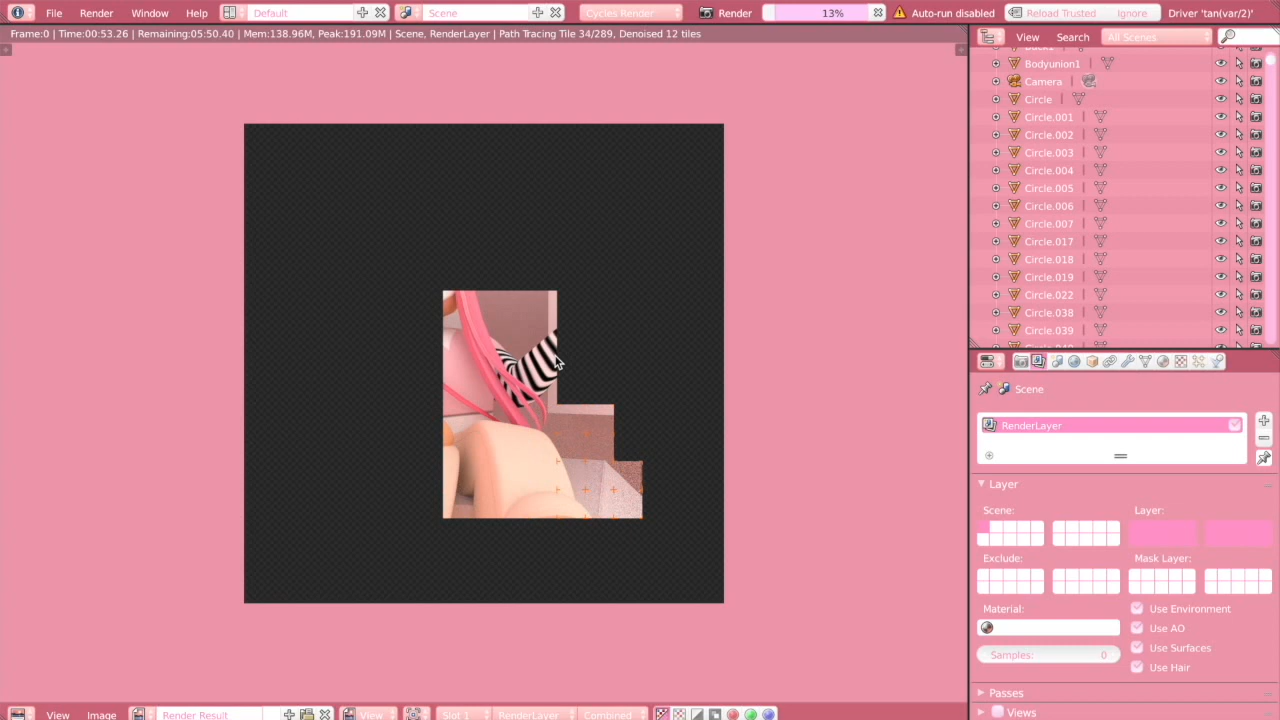 File Render Window Help Default Scene Cycles Render Render 13% Auto-run disabled Reload Trusted Ignore Driver 'tan(var/2)'
Frame:0 | Time:00:53.26 | Remaining:05:50.40 | Mem:138.96M, Peak:191.09M | Scene, RenderLayer | Path Tracing Tile 34/289, Denoised 12 tiles
View Search All Scenes
Bodyunion1
Camera
Circle
Circle.001
Circle.002
Circle.003
Circle.004
Circle.005
Circle.006
Circle.007
Circle.017
Circle.018
Circle.019
Circle.022
Circle.038
Circle.039
Scene
RenderLayer
Layer
Scene: Layer:
Exclude: Mask Layer:
Material: Use Environment
Use AO
Samples: 0 Use Surfaces
Use Hair
Passes
Views
View Image Render Result View Slot 1 RenderLayer Combined